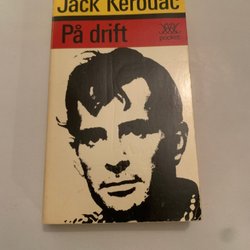 Jack Kerouac
På drift
pocket